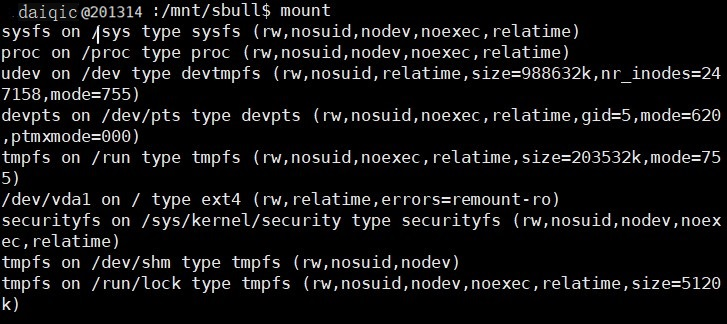 daiqic@201314 :/mnt/sbull$ mount
sysfs on /sys type sysfs (rw,nosuid,nodev,noexec,relatime)
proc on /proc type proc (rw,nosuid,nodev,noexec,relatime)
udev on /dev type devtmpfs (rw,nosuid,relatime,size=988632k,nr_inodes=24
7158,mode=755)
devpts on /dev/pts type devpts (rw,nosuid,noexec,relatime,gid=5,mode=620
,ptmxmode=000)
tmpfs on /run type tmpfs (rw,nosuid,noexec,relatime,size=203532k,mode=75
5)
/dev/vda1 on / type ext4 (rw,relatime,errors=remount-ro)
securityfs on /sys/kernel/security type securityfs (rw,nosuid,nodev,noex
ec,relatime)
tmpfs on /dev/shm type tmpfs (rw,nosuid,nodev)
tmpfs on /run/lock type tmpfs (rw,nosuid,nodev,noexec,relatime,size=5120
k)